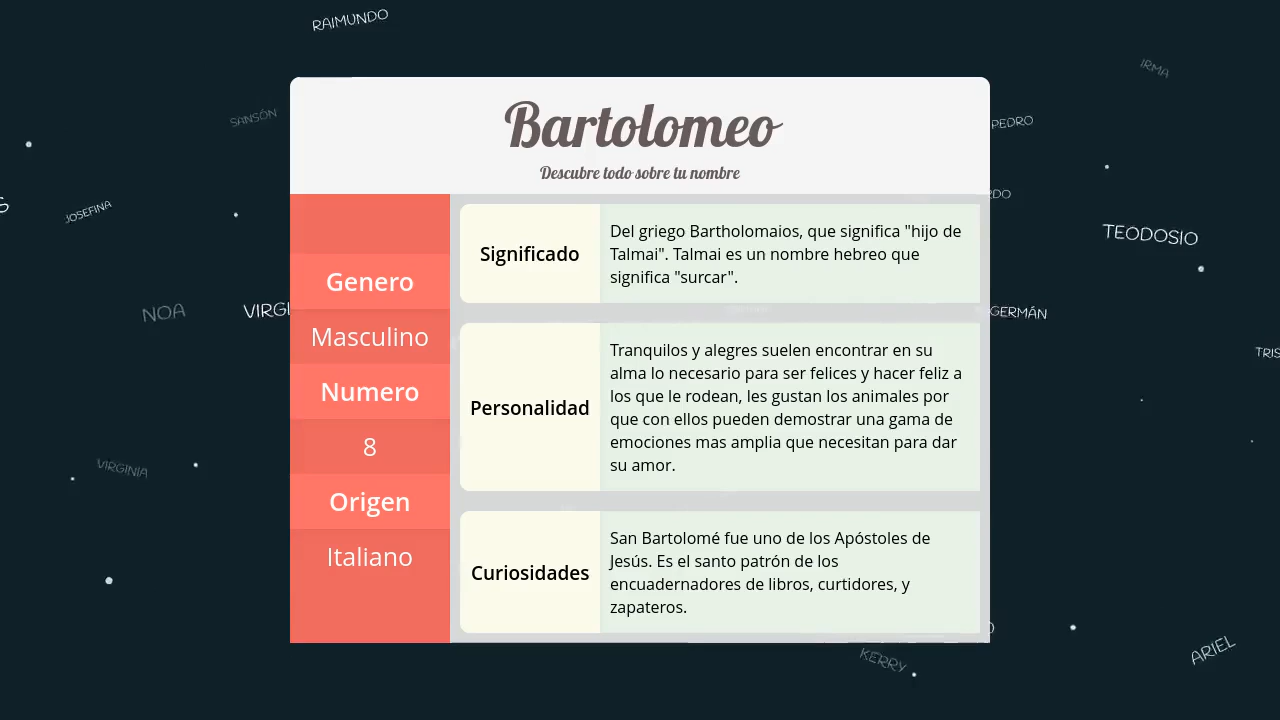 RAIMUNDO
IRMA
SANSÓN
PEDRO
Bartolomeo
Descubre todo sobre tu nombre
JOSEFINA
TEODOSIO
NOA
VIRGI
GERMÁN
TRIS
VIRGINIA
KERRY
ARIEL
Genero
Masculino
Numero
8
Origen
Italiano
Significado
Del griego Bartholomaios, que significa "hijo de
Talmai". Talmai es un nombre hebreo que
significa "surcar".
Personalidad
Tranquilos y alegres suelen encontrar en su
alma lo necesario para ser felices y hacer feliz a
los que le rodean, les gustan los animales por
que con ellos pueden demostrar una gama de
emociones mas amplia que necesitan para dar
su amor.
Curiosidades
San Bartolomé fue uno de los Apóstoles de
Jesús. Es el santo patrón de los
encuadernadores de libros, curtidores, y
zapateros.